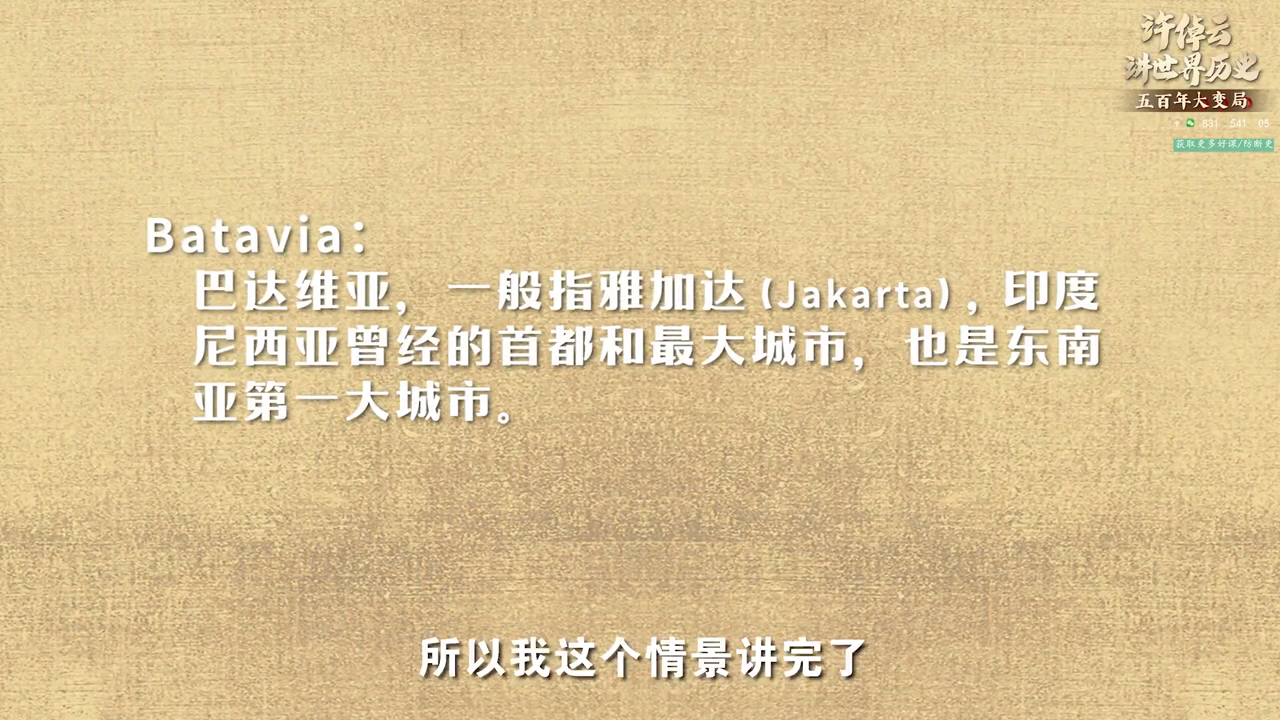 许倬云
讲世界历史
五百年大变局
831 541 05
获取更多好课/防断更
Batavia：
巴达维亚，一般指雅加达(Jakarta)，印度
尼西亚曾经的首都和最大城市，也是东南
亚第一大城市。
所以我这个情景讲完了